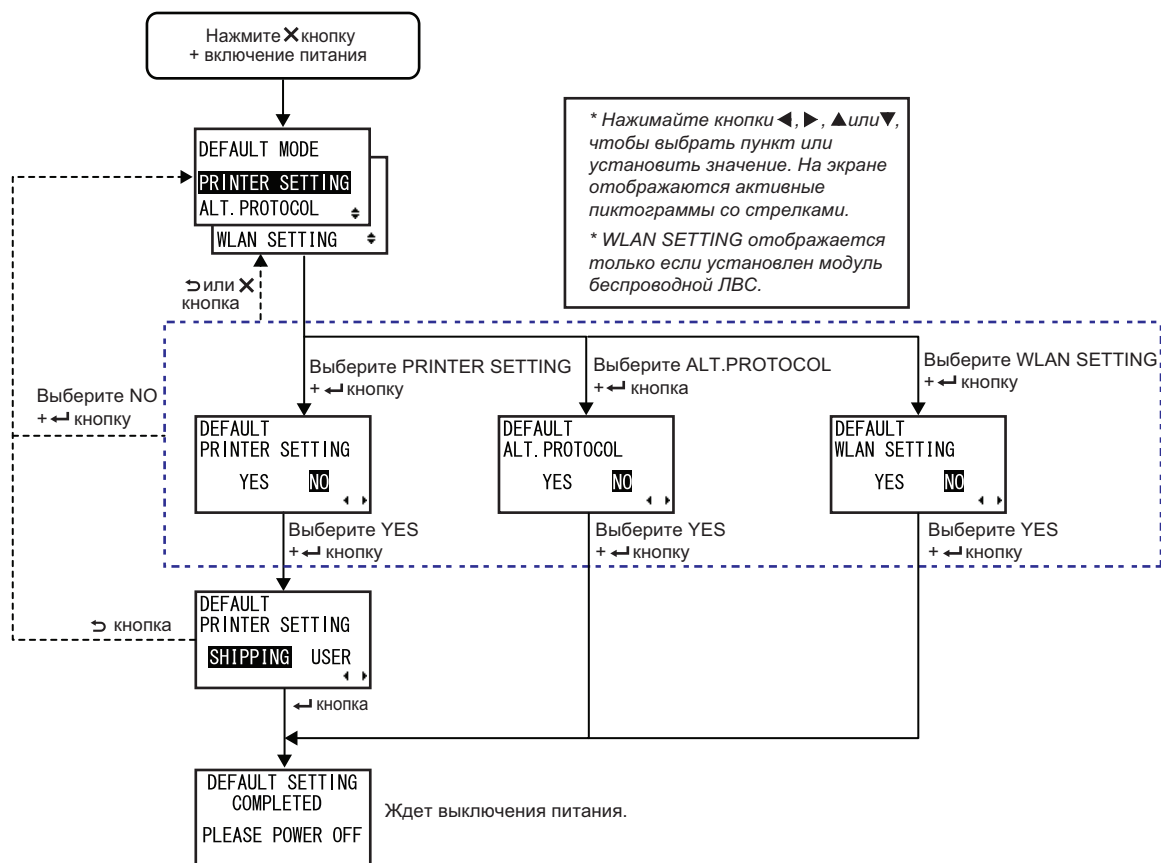 Нажмите ✕ кнопку
+ включение питания
DEFAULT MODE
PRINTER SETTING
ALT.PROTOCOL
WLAN SETTING
* Нажимайте кнопки ◀, ▶, ▲ или ▼,
чтобы выбрать пункт или
установить значение. На экране
отображаются активные
пиктограммы со стрелками.
* WLAN SETTING отображается
только если установлен модуль
беспроводной ЛВС.
⮌ или ✕
кнопка
Выберите NO
+ ↵ кнопку
Выберите PRINTER SETTING
+ ↵ кнопку
Выберите ALT.PROTOCOL
+ ↵ кнопка
Выберите WLAN SETTING
+ ↵ кнопку
DEFAULT
PRINTER SETTING
YES NO
DEFAULT
ALT.PROTOCOL
YES NO
DEFAULT
WLAN SETTING
YES NO
Выберите YES
+ ↵ кнопку
Выберите YES
+ ↵ кнопку
Выберите YES
+ ↵ кнопку
⮌ кнопка
DEFAULT
PRINTER SETTING
SHIPPING USER
↵ кнопка
DEFAULT SETTING
COMPLETED
PLEASE POWER OFF
Ждет выключения питания.